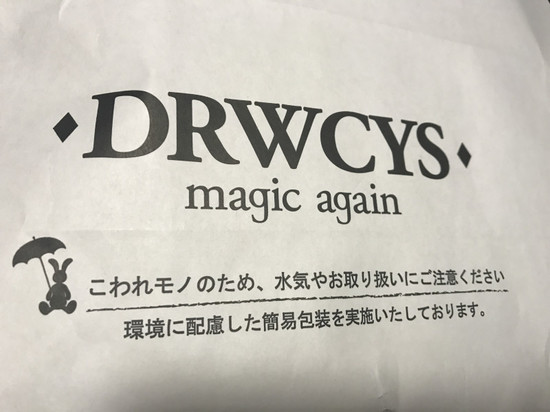 DRWCYS
magic again
こわれモノのため、水気やお取り扱いにご注意ください
環境に配慮した簡易包装を実施いたしております。